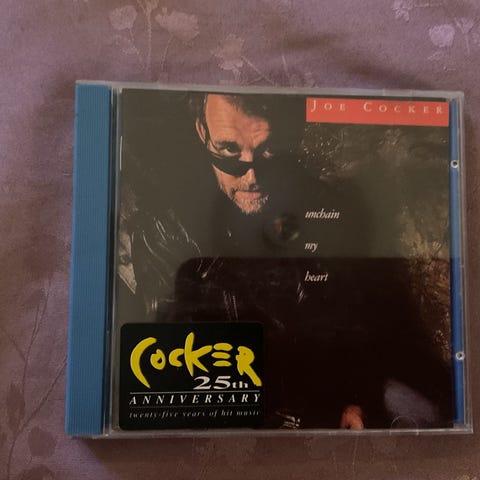 JOE COCKER
unchain
my
heart
COCKER
25th
ANNIVERSARY
twenty-five years of hit music